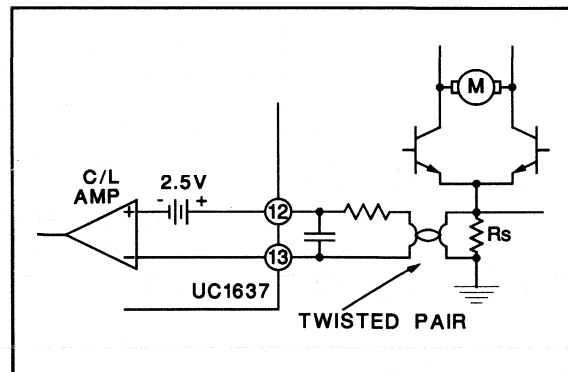 M
C/L
AMP
2.5V
- +
+
12
−
13
Rs
UC1637
TWISTED PAIR